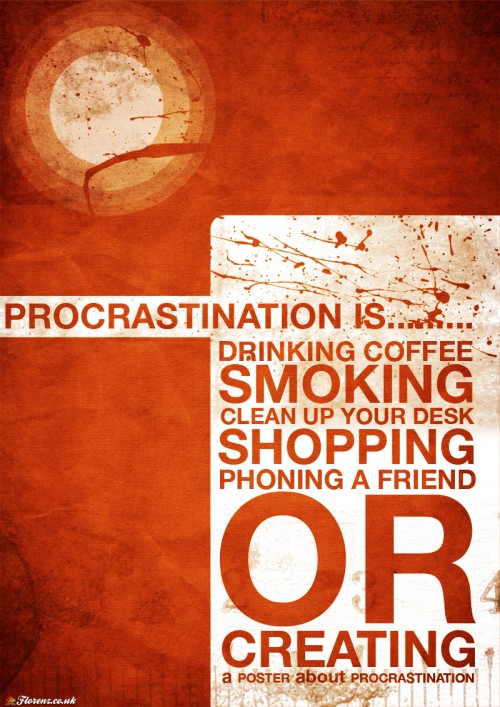 PROCRASTINATION IS.........
DRINKING COFFEE
SMOKING
CLEAN UP YOUR DESK
SHOPPING
PHONING A FRIEND
OR
CREATING
a POSTER about PROCRASTINATION
Florenz.co.uk